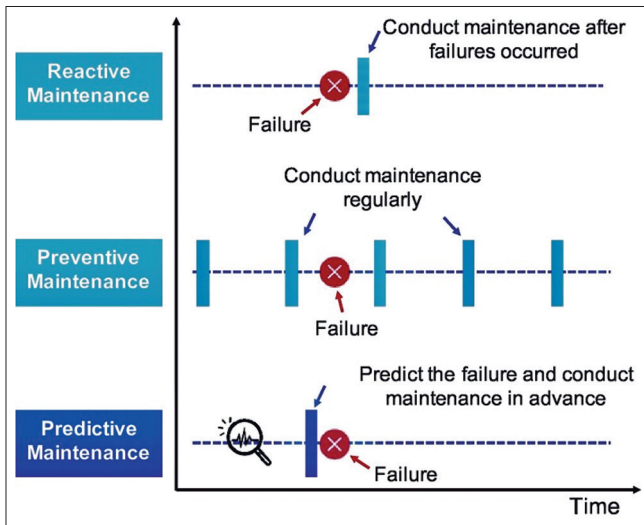 Conduct maintenance after
failures occurred
Reactive
Maintenance
Failure
Conduct maintenance
regularly
Preventive
Maintenance
Failure
Predict the failure and conduct
maintenance in advance
Predictive
Maintenance
Failure
Time